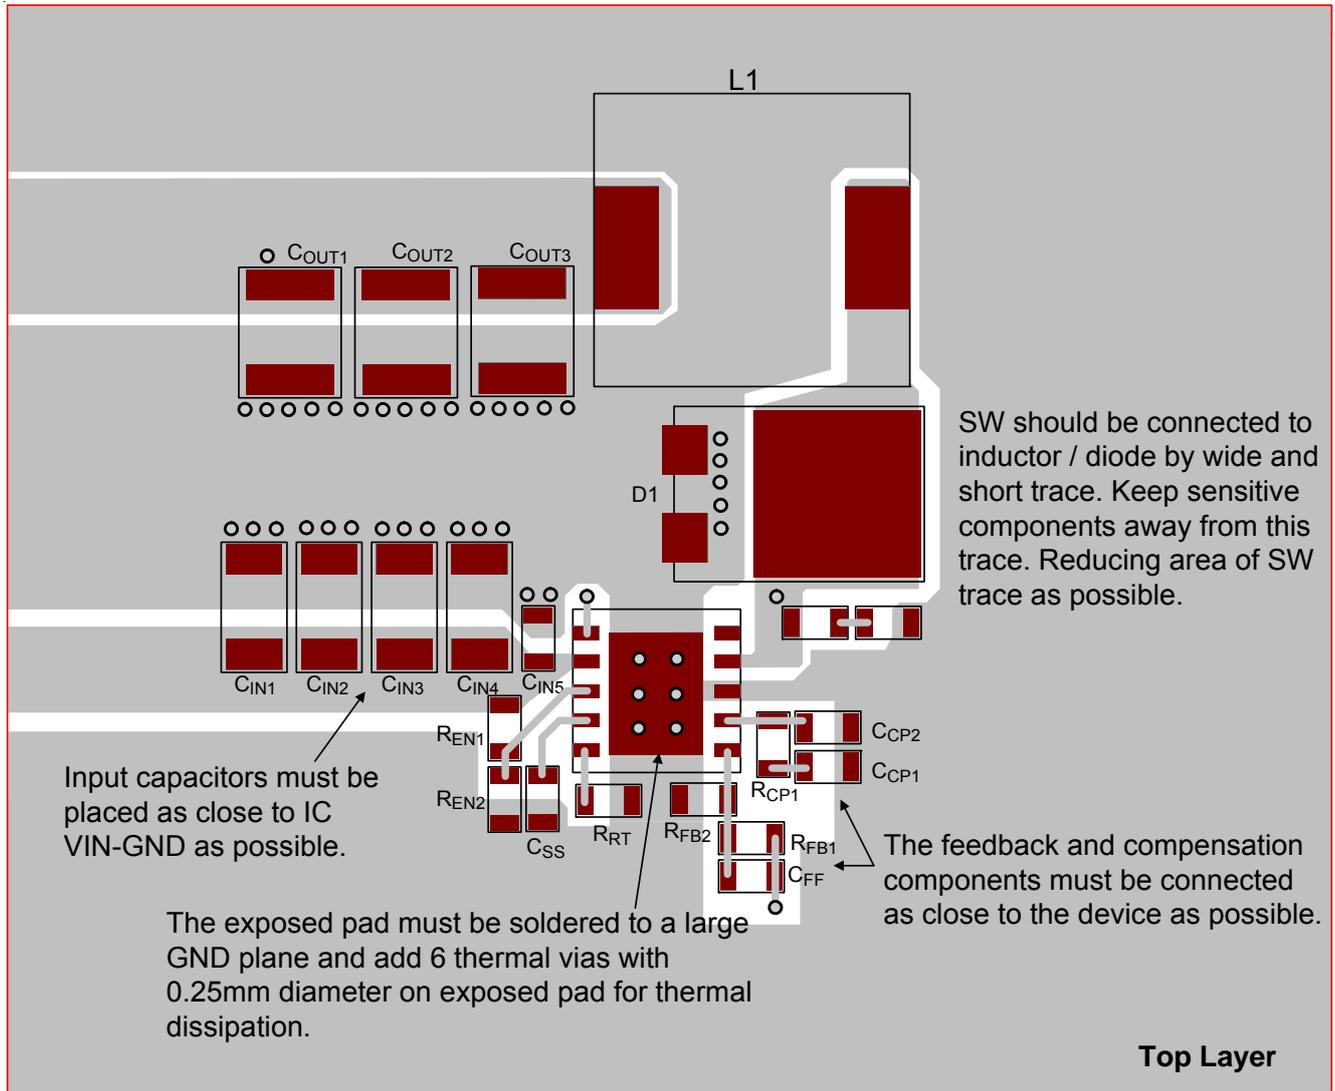 L1
COUT1
COUT2
COUT3
SW should be connected to
inductor / diode by wide and
short trace. Keep sensitive
components away from this
trace. Reducing area of SW
trace as possible.
D1
CIN1
CIN2
CIN3
CIN4
CIN5
REN1
CCP2
CCP1
RCP1
Input capacitors must be
placed as close to IC
VIN-GND as possible.
REN2
CSS
RRT
RFB2
RFB1
CFF
The feedback and compensation
components must be connected
as close to the device as possible.
The exposed pad must be soldered to a large
GND plane and add 6 thermal vias with
0.25mm diameter on exposed pad for thermal
dissipation.
Top Layer